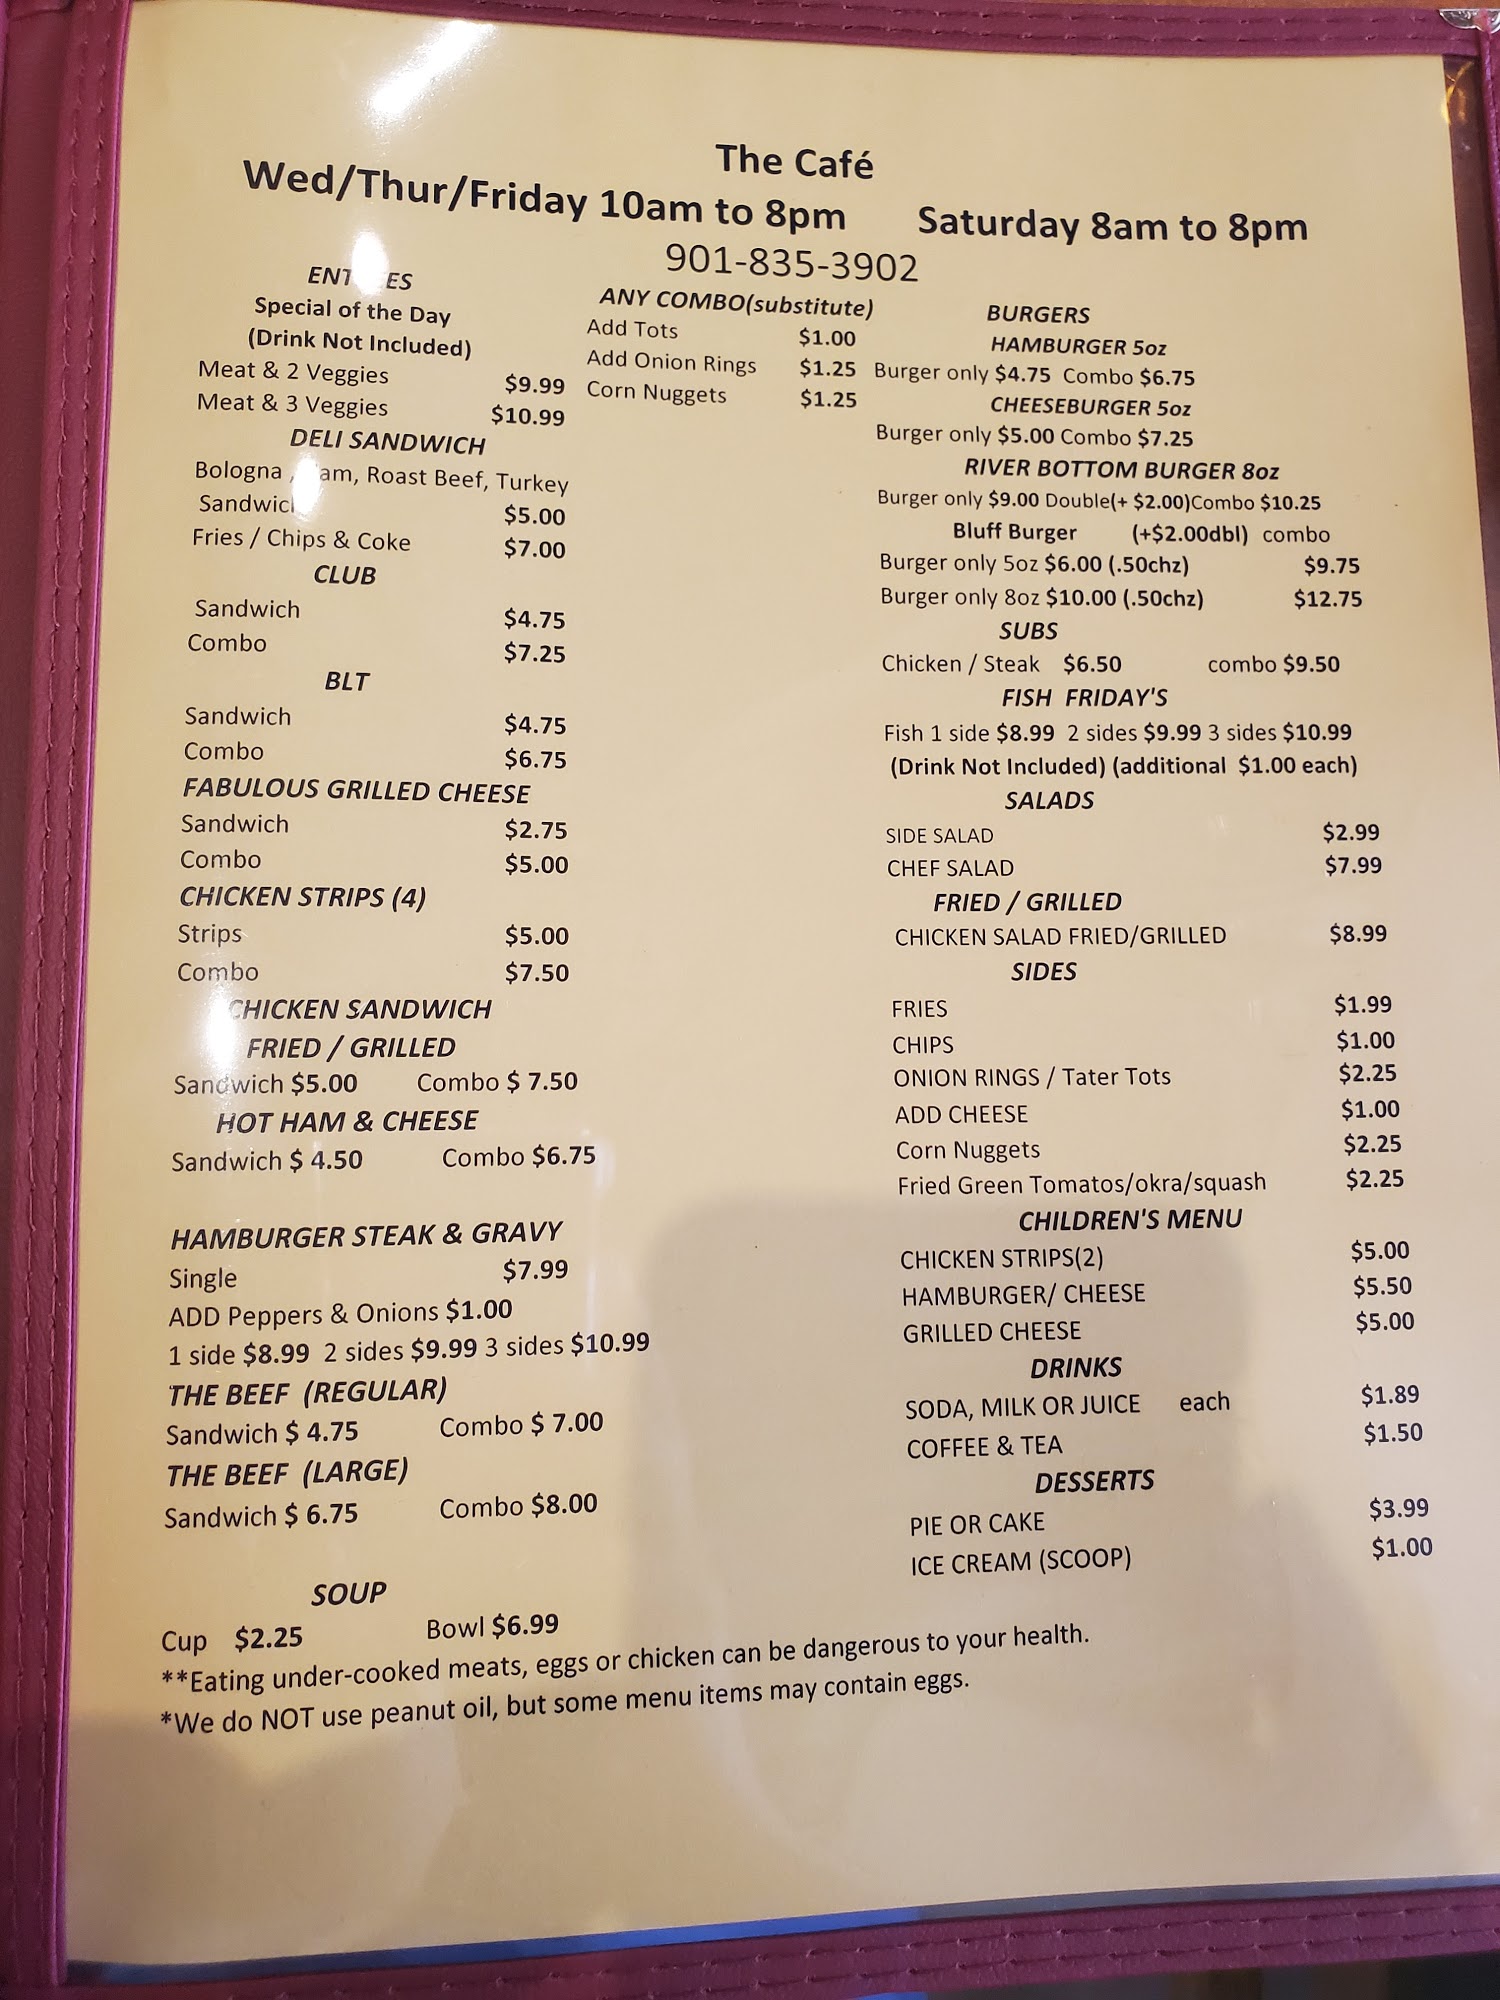 The Café
Wed/Thur/Friday 10am to 8pm Saturday 8am to 8pm
901-835-3902
Special of the Day
(Drink Not Included)
Meat & 2 Veggies $9.99
Meat & 3 Veggies $10.99
DELI SANDWICH
Bologna, Roast Beef, Turkey
$5.00
Fries / Chips & Coke $7.00
CLUB
Sandwich $4.75
Combo $7.25
BLT
Sandwich $4.75
Combo $6.75
FABULOUS GRILLED CHEESE
Sandwich $2.75
Combo $5.00
CHICKEN STRIPS (4)
Strips $5.00
Combo $7.50
CHICKEN SANDWICH
FRIED / GRILLED
Sandwich $5.00 Combo $ 7.50
HOT HAM & CHEESE
Sandwich $ 4.50 Combo $6.75
HAMBURGER STEAK & GRAVY
Single $7.99
ADD Peppers & Onions $1.00
1 side $8.99 2 sides $9.99 3 sides $10.99
THE BEEF (REGULAR)
Sandwich $ 4.75 Combo $ 7.00
THE BEEF (LARGE)
Sandwich $ 6.75 Combo $8.00
SOUP
Cup $2.25 Bowl $6.99
ANY COMBO(substitute)
Add Tots $1.00
Add Onion Rings $1.25
Corn Nuggets $1.25
BURGERS
HAMBURGER 5oz
Burger only $4.75 Combo $6.75
CHEESEBURGER 5oz
Burger only $5.00 Combo $7.25
RIVER BOTTOM BURGER 8oz
Burger only $9.00 Double(+ $2.00)Combo $10.25
Bluff Burger (+$2.00dbl) combo
Burger only 5oz $6.00 (.50chz) $9.75
Burger only 8oz $10.00 (.50chz) $12.75
SUBS
Chicken / Steak $6.50 combo $9.50
FISH FRIDAY'S
Fish 1 side $8.99 2 sides $9.99 3 sides $10.99
(Drink Not Included) (additional $1.00 each)
SALADS
SIDE SALAD $2.99
CHEF SALAD $7.99
FRIED / GRILLED
CHICKEN SALAD FRIED/GRILLED $8.99
SIDES
FRIES $1.99
CHIPS $1.00
ONION RINGS / Tater Tots $2.25
ADD CHEESE $1.00
Corn Nuggets $2.25
Fried Green Tomatos/okra/squash $2.25
CHILDREN'S MENU
CHICKEN STRIPS(2) $5.00
HAMBURGER/ CHEESE $5.50
GRILLED CHEESE $5.00
DRINKS
SODA, MILK OR JUICE each $1.89
COFFEE & TEA $1.50
DESSERTS
PIE OR CAKE $3.99
ICE CREAM (SCOOP) $1.00
**Eating under-cooked meats, eggs or chicken can be dangerous to your health.
*We do NOT use peanut oil, but some menu items may contain eggs.